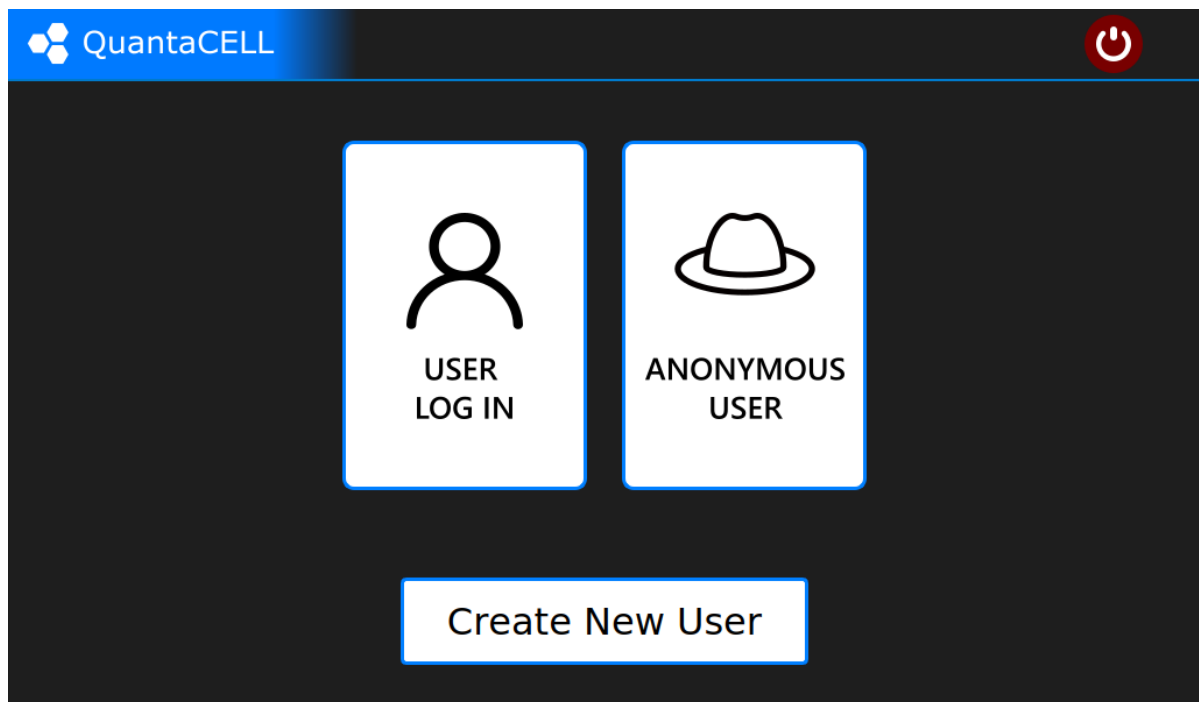 QuantaCELL
USER
LOG IN
ANONYMOUS
USER
Create New User